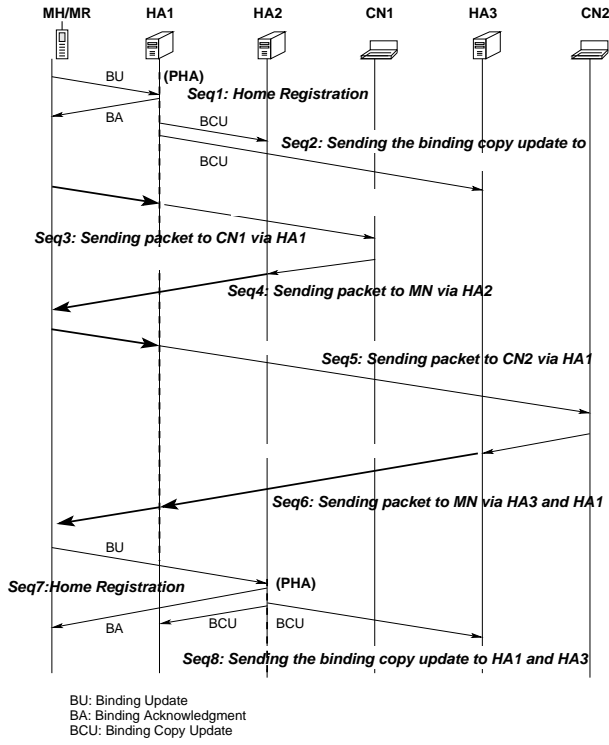 MH/MR HA1 HA2 CN1 HA3 CN2
BU
(PHA)
Seq1: Home Registration
BA
BCU
Seq2: Sending the binding copy update to
BCU
Seq3: Sending packet to CN1 via HA1
Seq4: Sending packet to MN via HA2
Seq5: Sending packet to CN2 via HA1
Seq6: Sending packet to MN via HA3 and HA1
BU
Seq7:Home Registration
(PHA)
BA
BCU BCU
Seq8: Sending the binding copy update to HA1 and HA3
BU: Binding Update
BA: Binding Acknowledgment
BCU: Binding Copy Update